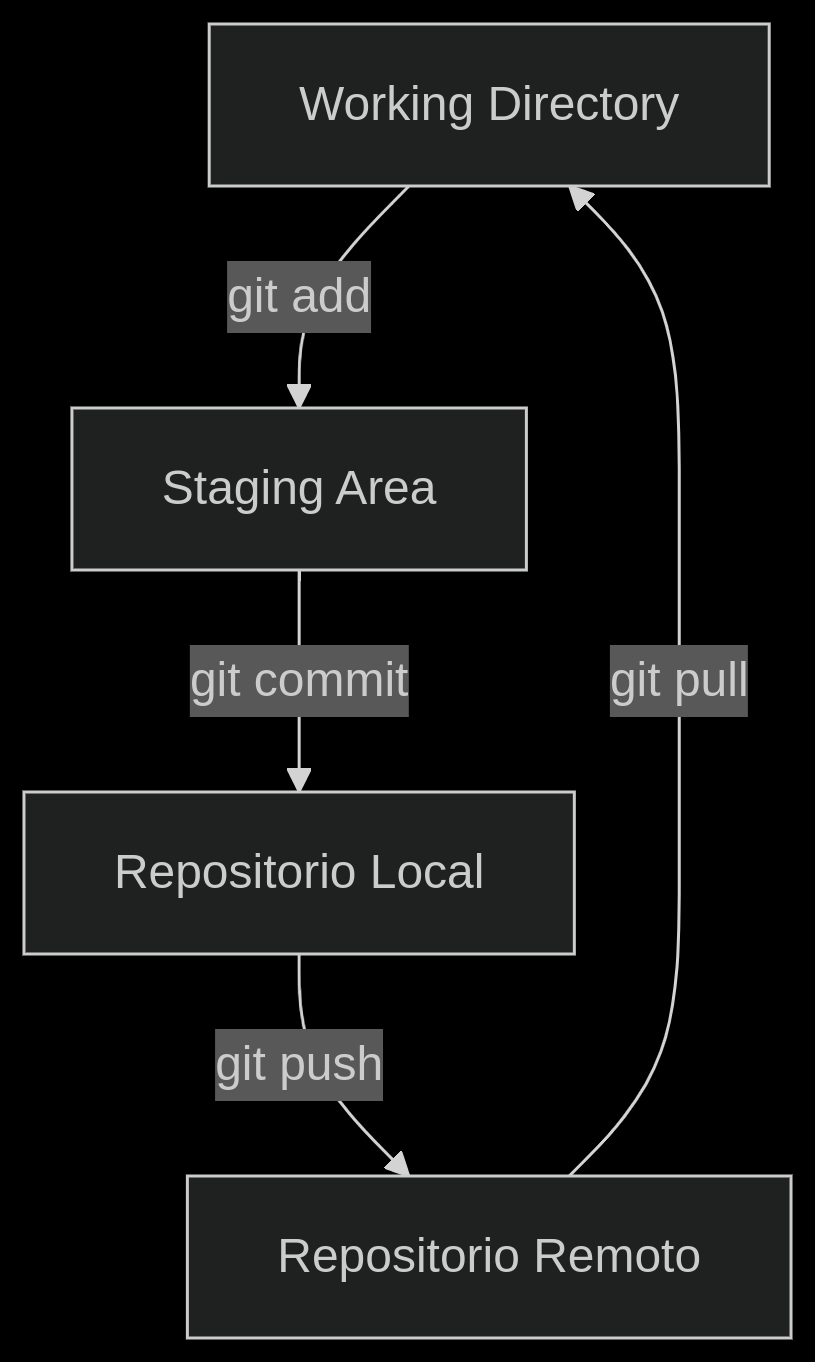 Working Directory
git add
Staging Area
git commit
git pull
Repositorio Local
git push
Repositorio Remoto